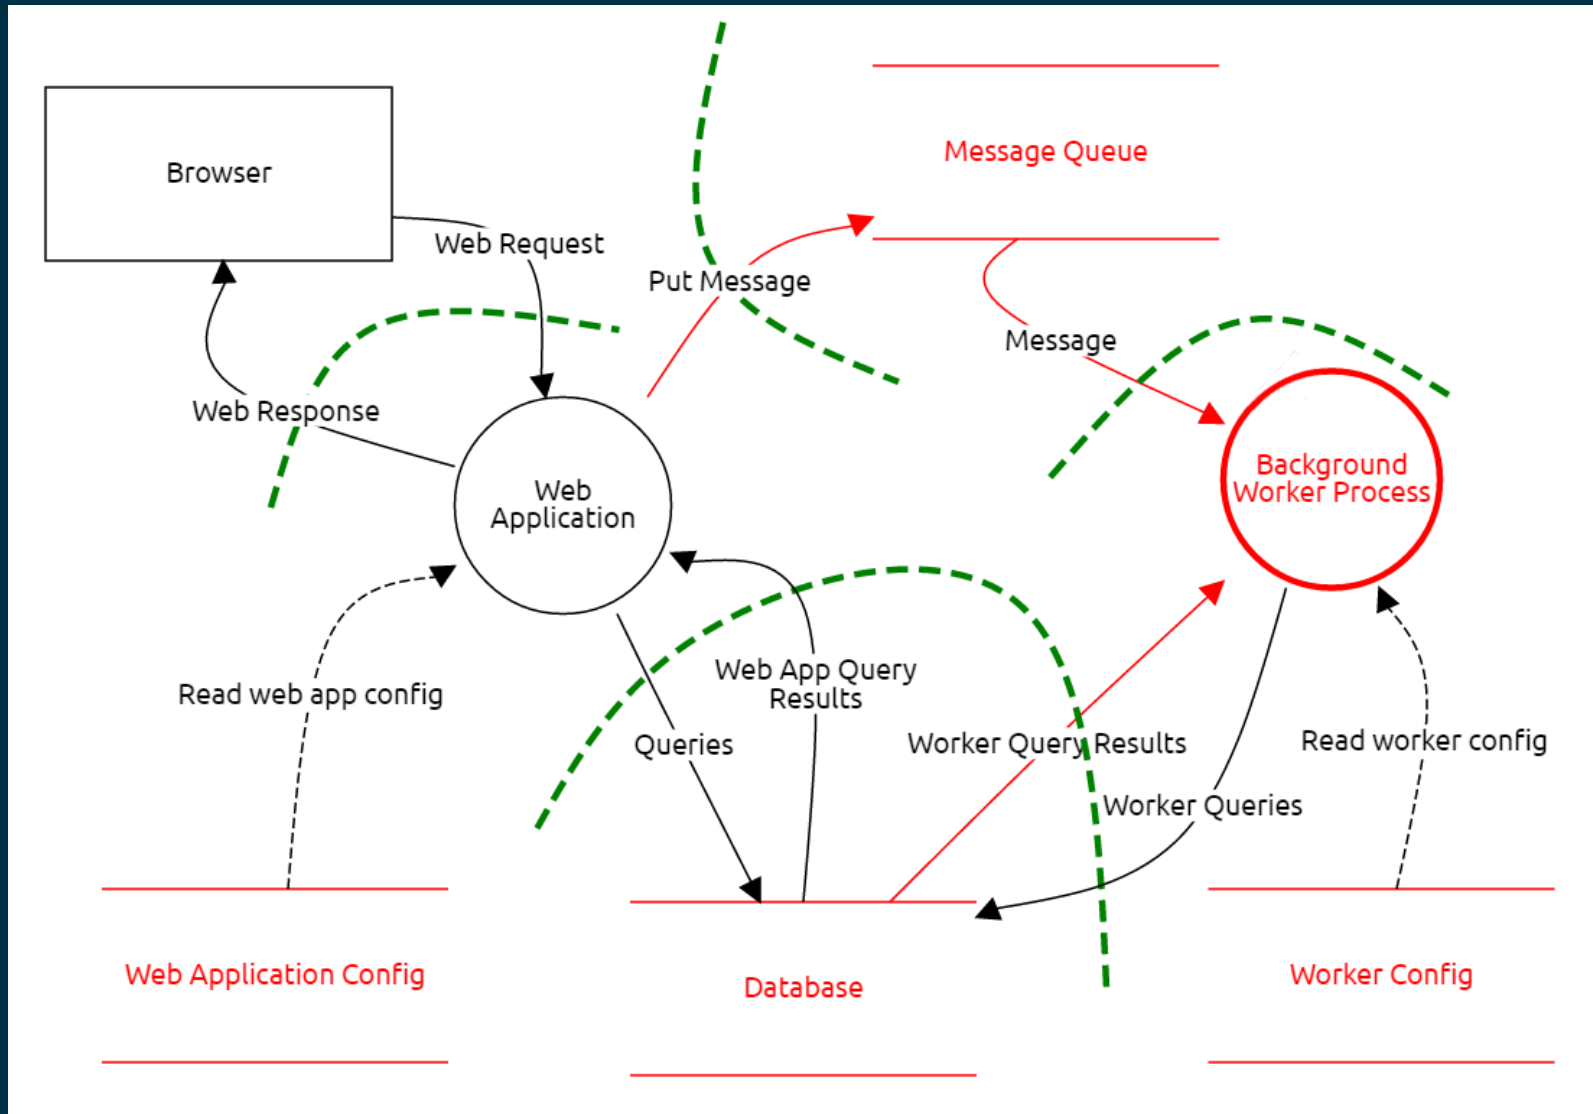 Browser
Message Queue
Web Request
Put Message
Message
Web Response
Background
Worker Process
Web
Application
Read web app config
Web App Query
Results
Queries
Worker Query Results
Read worker config
Worker Queries
Web Application Config
Database
Worker Config